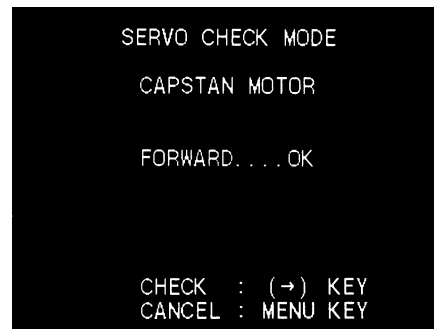 SERVO CHECK MODE
CAPSTAN MOTOR
FORWARD....OK
CHECK : (→) KEY
CANCEL : MENU KEY